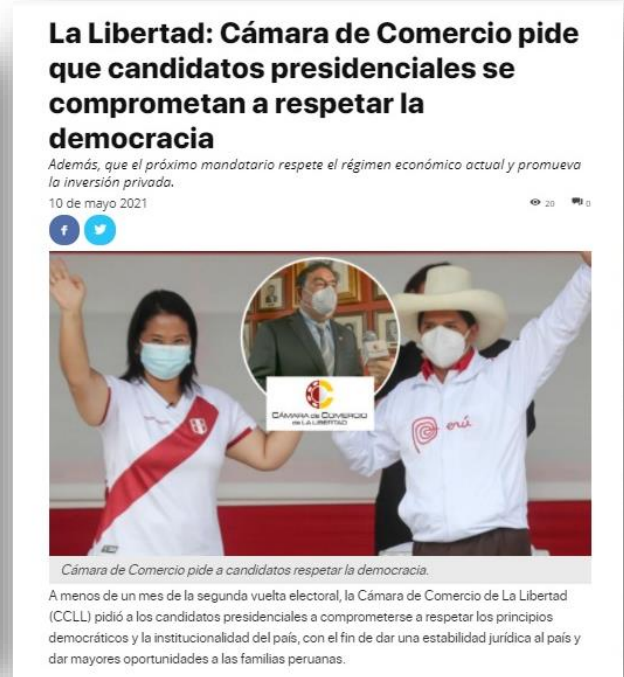 La Libertad: Cámara de Comercio pide
que candidatos presidenciales se
comprometan a respetar la
democracia
Además, que el próximo mandatario respete el régimen económico actual y promueva
la inversión privada.
10 de mayo 2021
20
0
f
CÁMARA DE COMERCIO
DE LA LIBERTAD
Perú
Cámara de Comercio pide a candidatos respetar la democracia.
A menos de un mes de la segunda vuelta electoral, la Cámara de Comercio de La Libertad
(CCLL) pidió a los candidatos presidenciales a comprometerse a respetar los principios
democráticos y la institucionalidad del país, con el fin de dar una estabilidad jurídica al país y
dar mayores oportunidades a las familias peruanas.